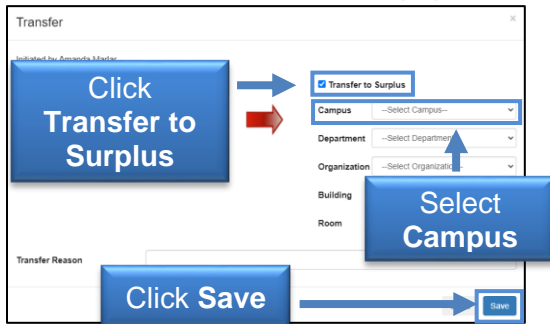 Transfer
×
Initiated by Amanda Marlar
Click
Transfer to
Surplus
Transfer to Surplus
Campus --Select Campus--
Department --Select Department
Organization --Select Organization--
Building
Room
Select
Campus
Transfer Reason
Click Save
Save